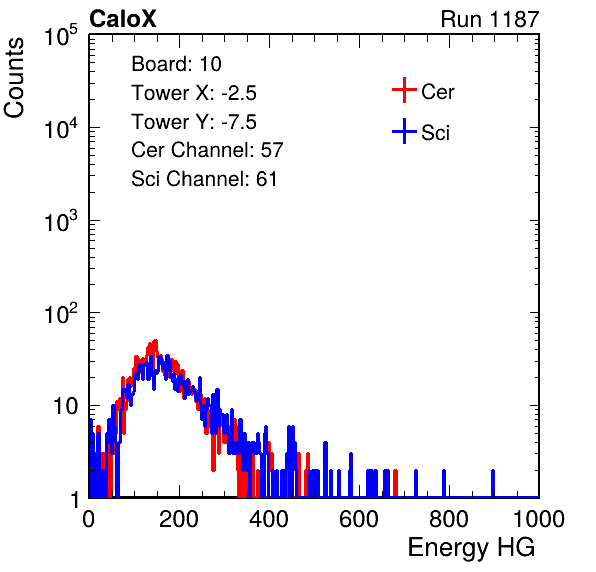 CaloX Run 1187
Counts
Board: 10
Tower X: -2.5
Tower Y: -7.5
Cer Channel: 57
Sci Channel: 61
Cer
Sci
10^5
10^4
10^3
10^2
10
1
0 200 400 600 800 1000
Energy HG